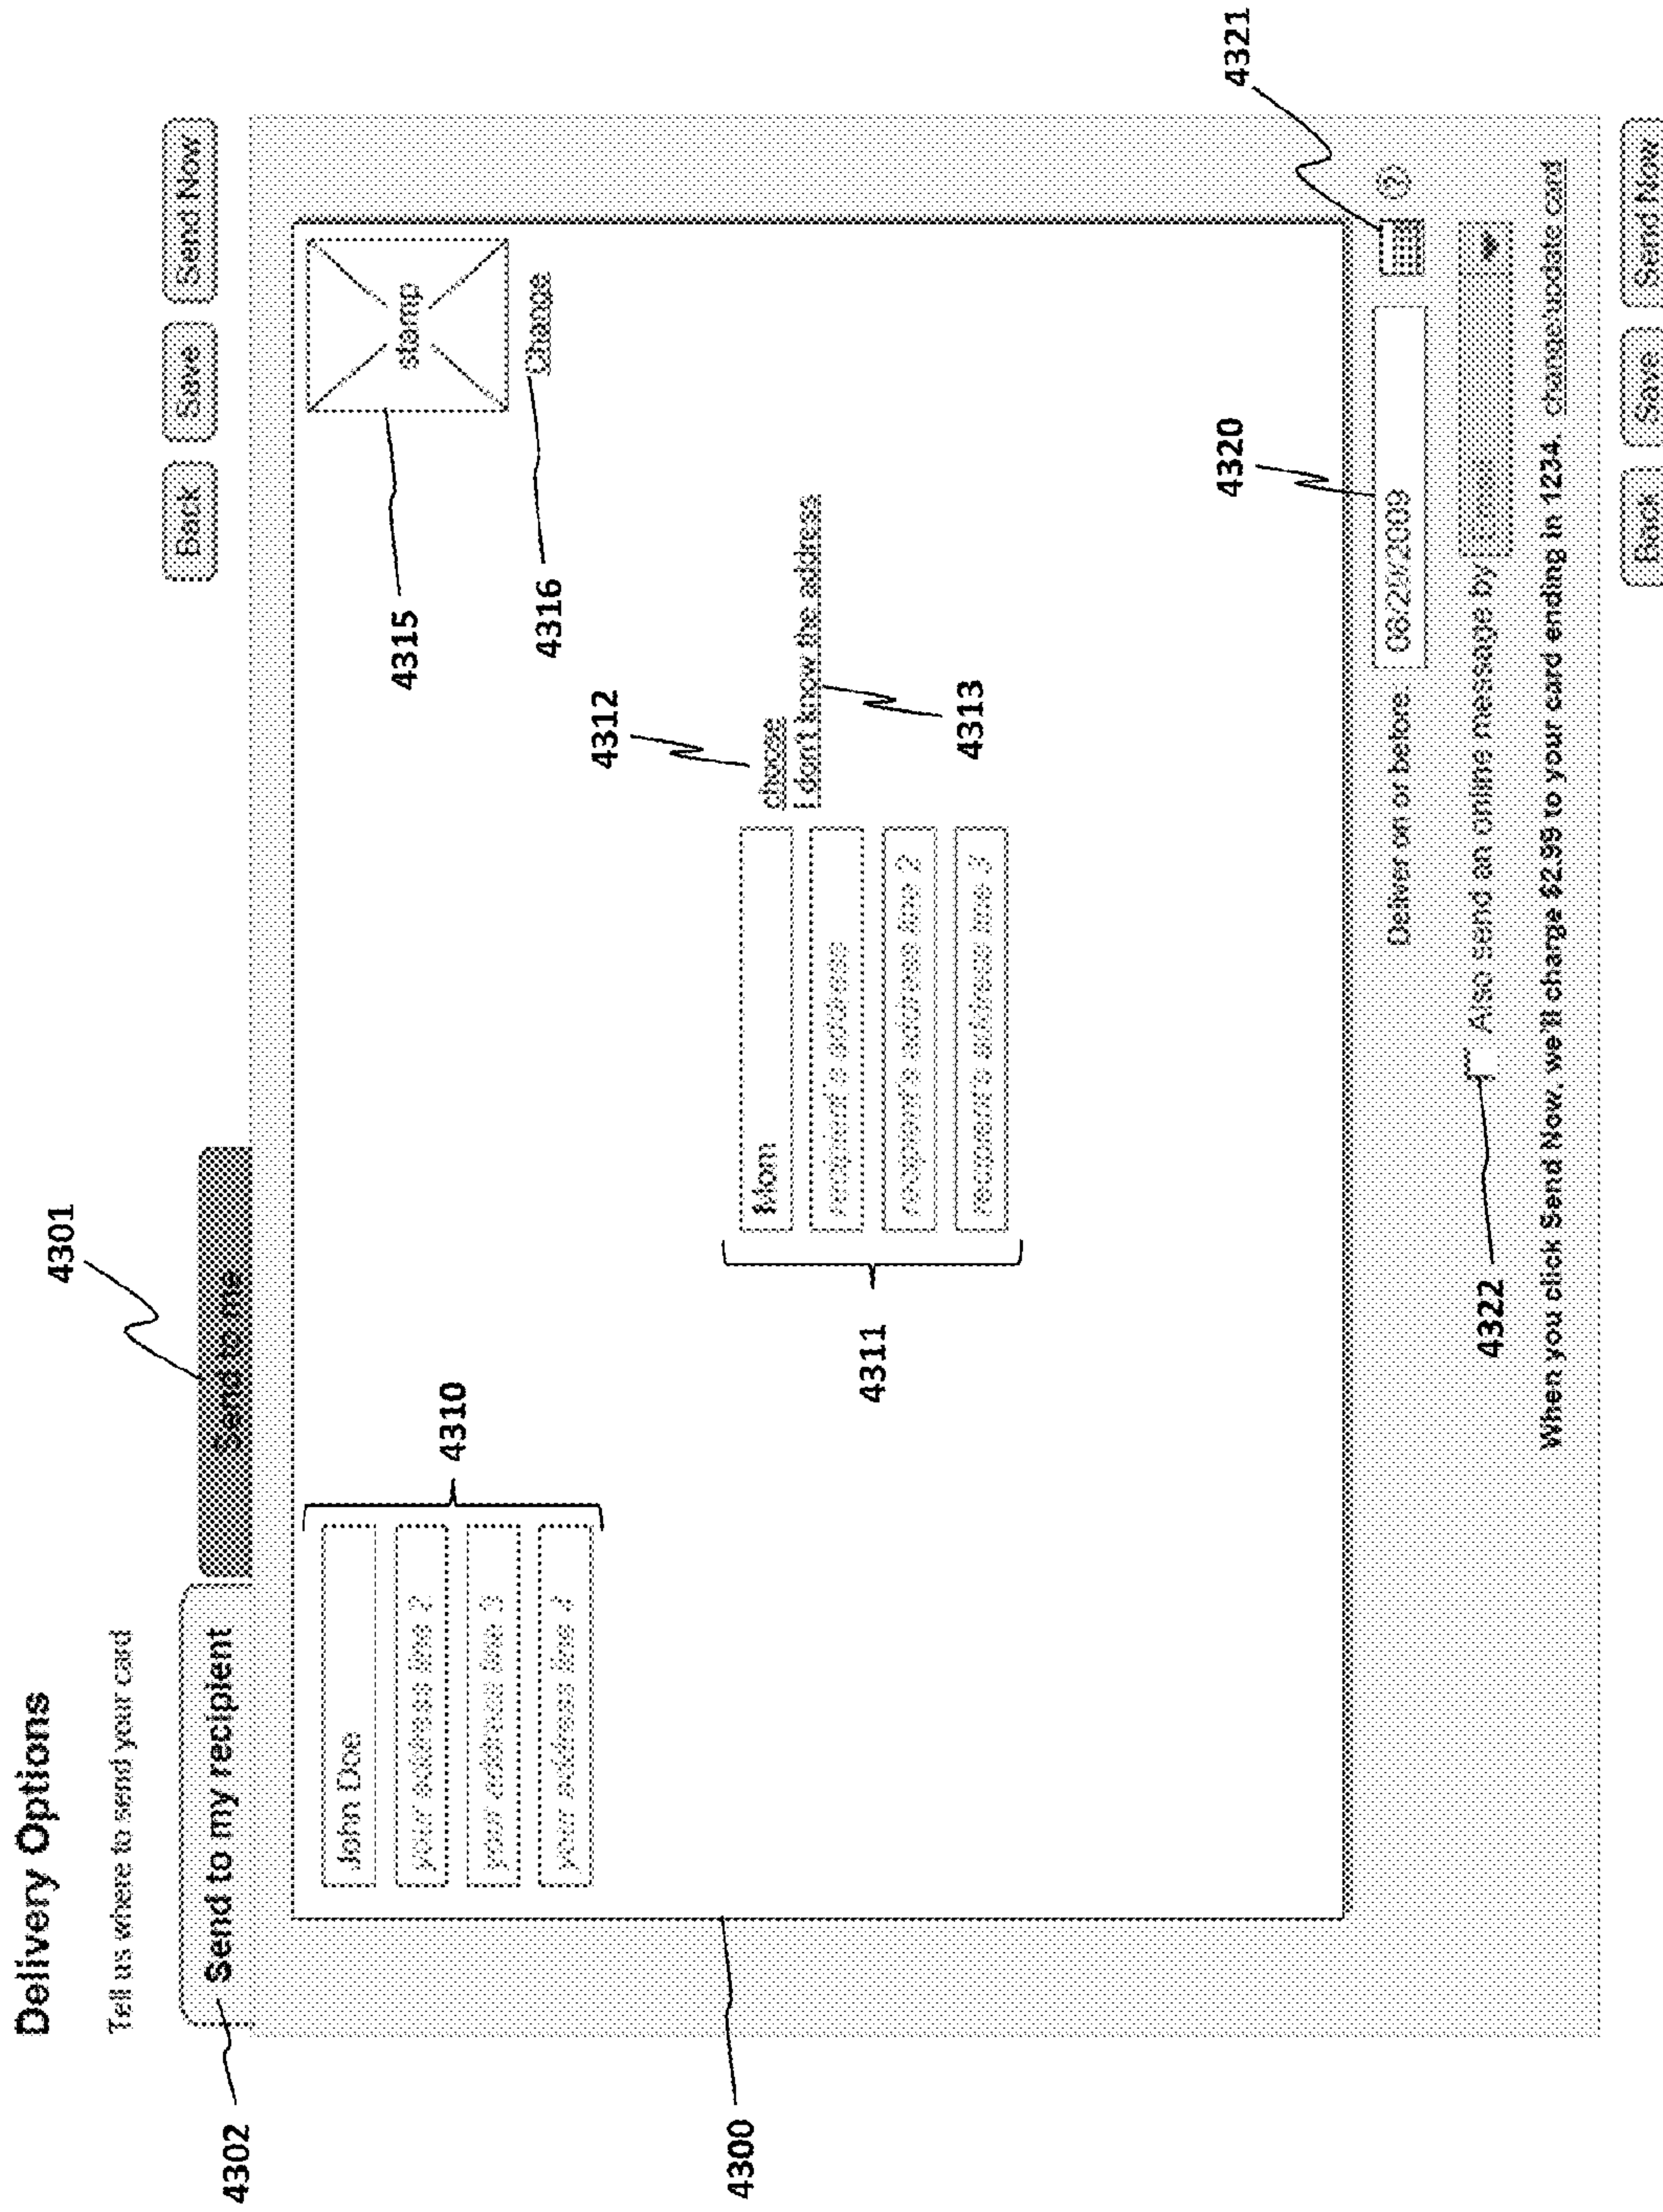 Delivery Options
Tell us where to send your card
4301
Back Save Send Now
4302
Send to my recipient Send to me
John Doe
your address line 2
your address line 3
your address line 4
4310
stamp
4315
Change
4316
4312
choose
I don't know the address
4313
Mom
recipient's address
recipient's address line 2
recipient's address line 3
4311
4300
4320
4321
Deliver on or before 08/28/2009 ?
4322
Also send an online message by
When you click Send Now, we'll charge $2.99 to your card ending in 1234. change/update card
Back Save Send Now